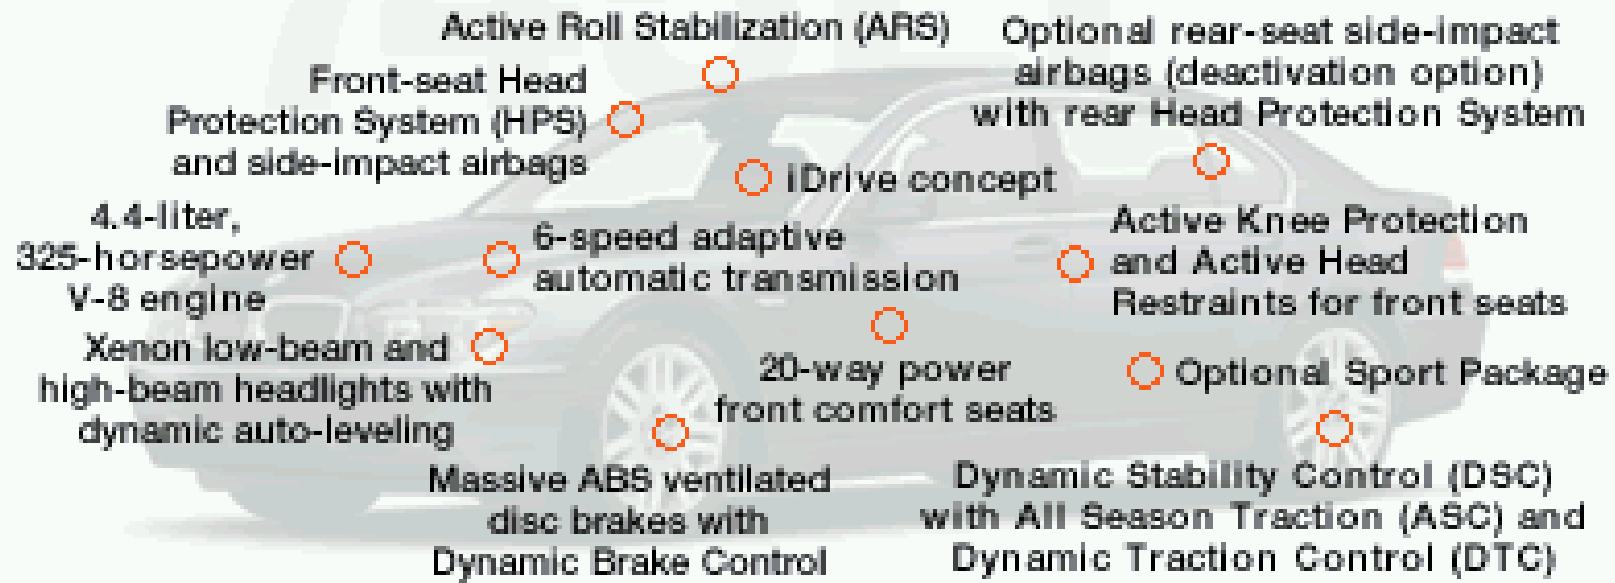 Active Roll Stabilization (ARS)
Optional rear-seat side-impact
airbags (deactivation option)
with rear Head Protection System
Front-seat Head
Protection System (HPS)
and side-impact airbags
iDrive concept
4.4-liter,
325-horsepower
V-8 engine
6-speed adaptive
automatic transmission
Active Knee Protection
and Active Head
Restraints for front seats
Xenon low-beam and
high-beam headlights with
dynamic auto-leveling
20-way power
front comfort seats
Optional Sport Package
Massive ABS ventilated
disc brakes with
Dynamic Brake Control
Dynamic Stability Control (DSC)
with All Season Traction (ASC) and
Dynamic Traction Control (DTC)